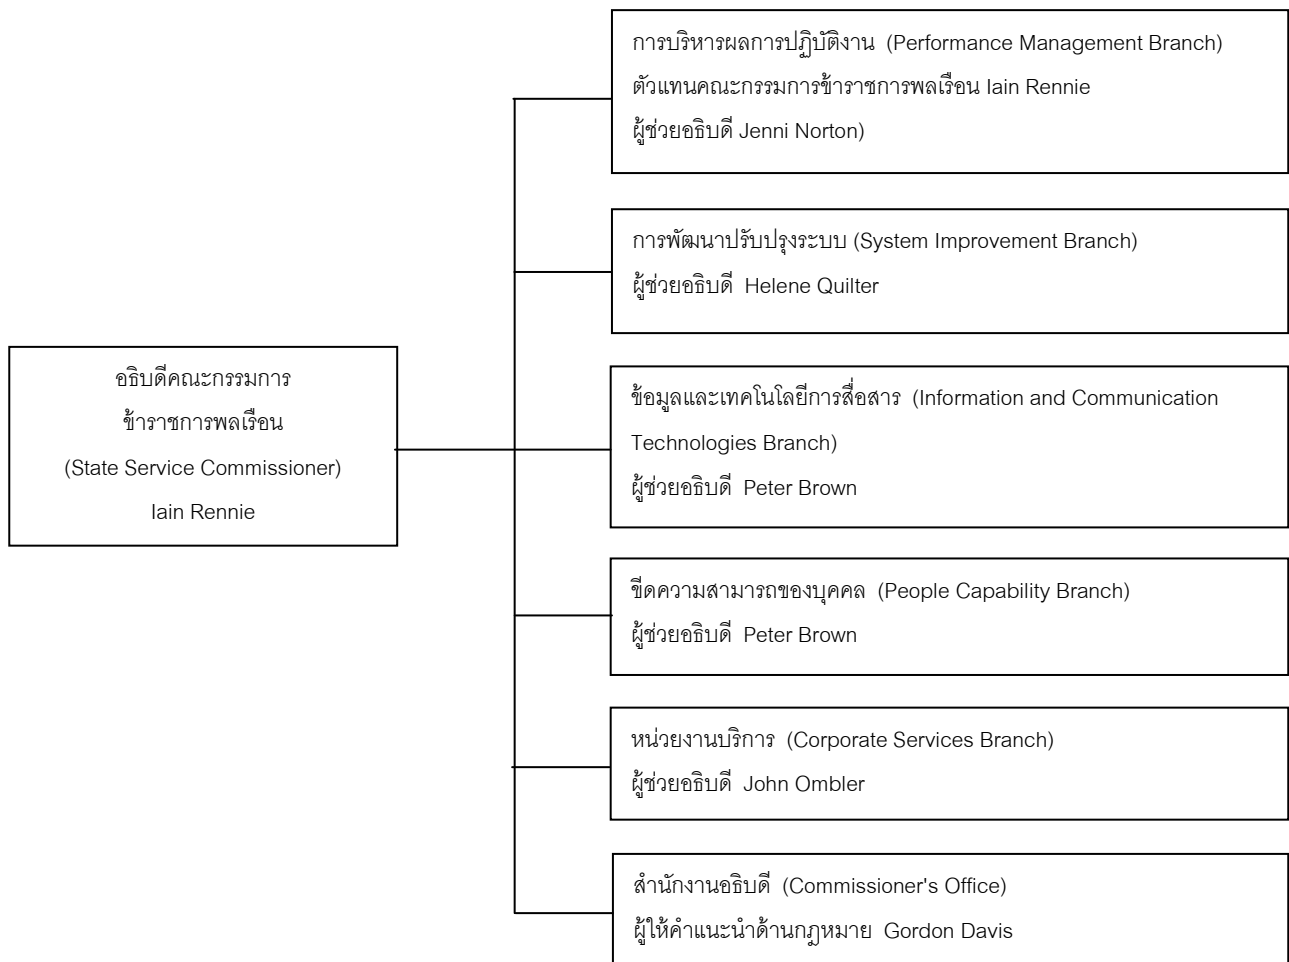 การบริหารผลการปฏิบัติงาน (Performance Management Branch)
ตัวแทนคณะกรรมการข้าราชการพลเรือน Iain Rennie
ผู้ช่วยอธิบดี Jenni Norton)
การพัฒนาปรับปรุงระบบ (System Improvement Branch)
ผู้ช่วยอธิบดี Helene Quilter
อธิบดีคณะกรรมการ
ข้าราชการพลเรือน
(State Service Commissioner)
Iain Rennie
ข้อมูลและเทคโนโลยีการสื่อสาร (Information and Communication
Technologies Branch)
ผู้ช่วยอธิบดี Peter Brown
ขีดความสามารถของบุคคล (People Capability Branch)
ผู้ช่วยอธิบดี Peter Brown
หน่วยงานบริการ (Corporate Services Branch)
ผู้ช่วยอธิบดี John Ombler
สำนักงานอธิบดี (Commissioner's Office)
ผู้ให้คำแนะนำด้านกฎหมาย Gordon Davis